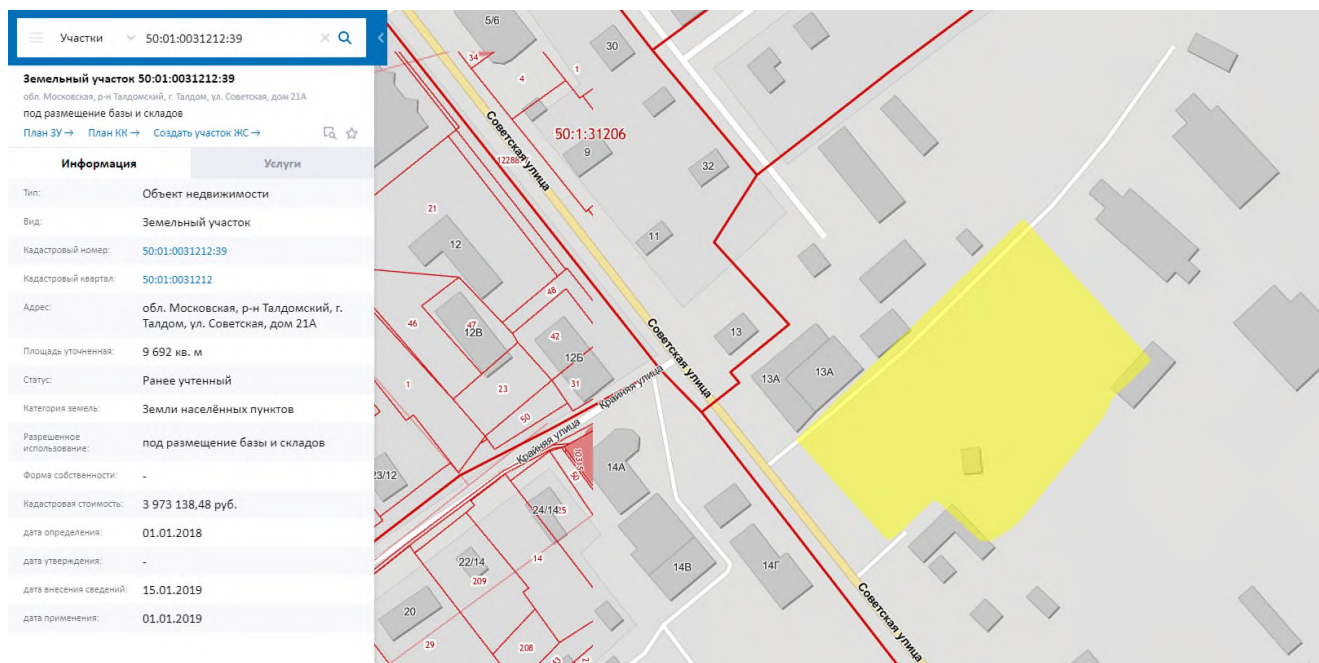 Участки
50:01:0031212:39
Земельный участок 50:01:0031212:39
обл. Московская, р-н Талдомский, г. Талдом, ул. Советская, дом 21А
под размещение базы и складов
План ЗУ → План КК → Создать участок ЖС →
Информация
Услуги
Тип: Объект недвижимости
Вид: Земельный участок
Кадастровый номер: 50:01:0031212:39
Кадастровый квартал: 50:01:0031212
Адрес: обл. Московская, р-н Талдомский, г.
Талдом, ул. Советская, дом 21А
Площадь уточненная: 9 692 кв. м
Статус: Ранее учтенный
Категория земель: Земли населённых пунктов
Разрешенное
использование: под размещение базы и складов
Форма собственности: -
Кадастровая стоимость: 3 973 138,48 руб.
дата определения: 01.01.2018
дата утверждения: -
дата внесения сведений: 15.01.2019
дата применения: 01.01.2019
5/6
30
34
4
1
Советская улица
50:1:31206
9
12288
32
21
11
12
48
46
47
12В
42
12Б
Советская улица
13
13А
13А
1
23
31
Крайняя улица
50
Крайняя улица
14А
50
23/12
24/14
25
22/14
209
14
14В
14Г
20
Советская улица
29
208
43